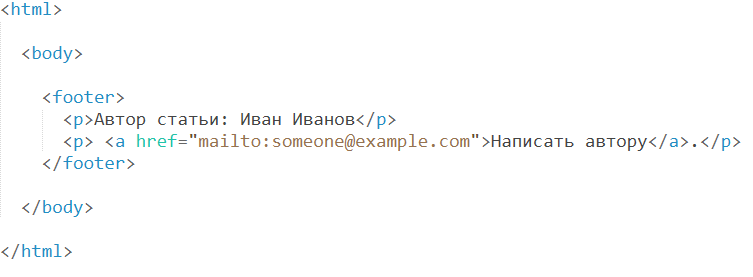 <html>
<body>
<footer>
<p>Автор статьи: Иван Иванов</p>
<p> <a href="mailto:someone@example.com">Написать автору</a>.</p>
</footer>
</body>
</html>